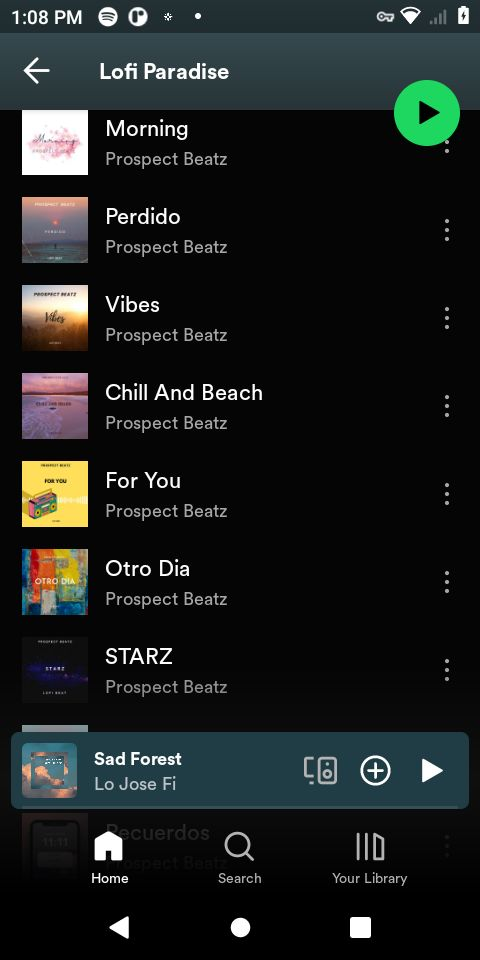 1:08 PM
Lofi Paradise
Morning
Prospect Beatz
Perdido
Prospect Beatz
PROSPECT BEATZ
PERDIDO
Vibes
Prospect Beatz
PROSPECT BEATZ
Vibes
Chill And Beach
Prospect Beatz
For You
Prospect Beatz
PROSPECT BEATZ
FOR YOU
Otro Dia
Prospect Beatz
OTRO DIA
STARZ
Prospect Beatz
PROSPECT BEATZ
STARZ
LOFI BEAT
Sad Forest
Lo Jose Fi
Recuerdos
Prospect Beatz
11:11
Home
Search
Your Library